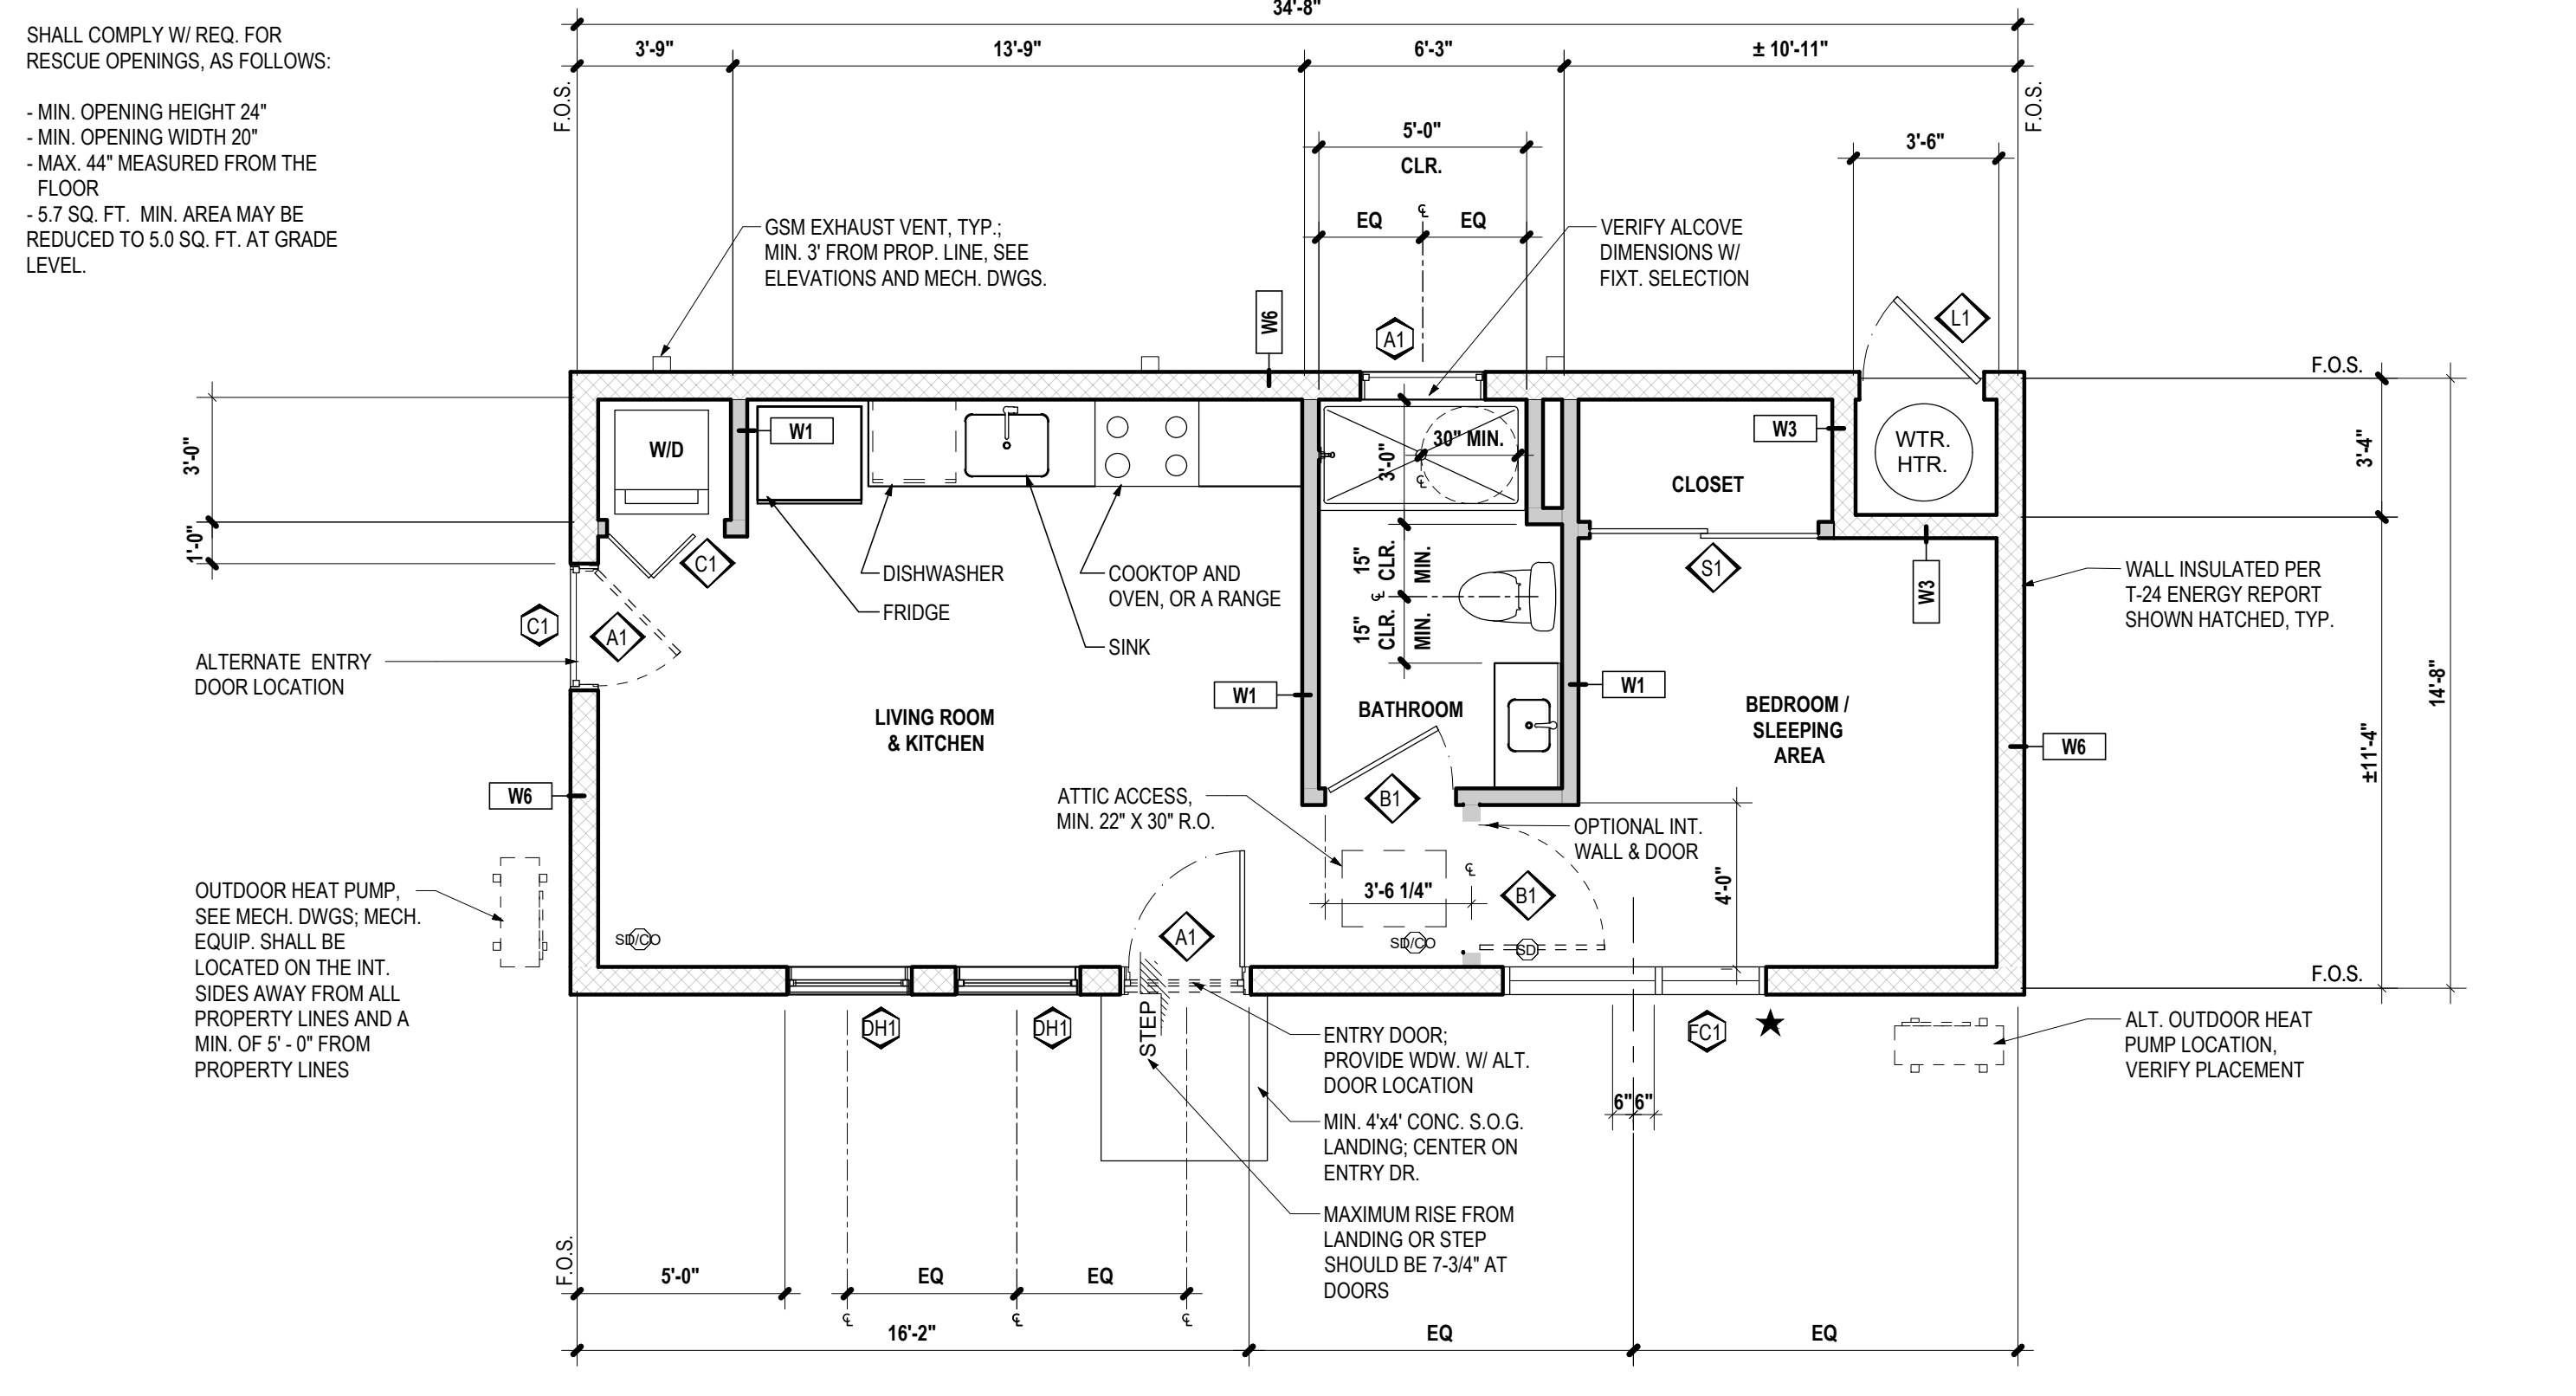 34'-8"
SHALL COMPLY W/ REQ. FOR
RESCUE OPENINGS, AS FOLLOWS:
- MIN. OPENING HEIGHT 24"
- MIN. OPENING WIDTH 20"
- MAX. 44" MEASURED FROM THE
FLOOR
- 5.7 SQ. FT. MIN. AREA MAY BE
REDUCED TO 5.0 SQ. FT. AT GRADE
LEVEL.
3'-9"
13'-9"
6'-3"
± 10'-11"
F.O.S.
F.O.S.
5'-0"
CLR.
3'-6"
EQ
℄
EQ
GSM EXHAUST VENT, TYP.;
MIN. 3' FROM PROP. LINE, SEE
ELEVATIONS AND MECH. DWGS.
VERIFY ALCOVE
DIMENSIONS W/
FIXT. SELECTION
W6
A1
L1
F.O.S.
3'-0"
1'-0"
W/D
W1
30" MIN.
3'-0"
℄
W3
CLOSET
WTR.
HTR.
3'-4"
C1
DISHWASHER
FRIDGE
COOKTOP AND
OVEN, OR A RANGE
SINK
15"
CLR.
MIN.
℄
15"
CLR.
MIN.
S1
W3
WALL INSULATED PER
T-24 ENERGY REPORT
SHOWN HATCHED, TYP.
C1
A1
ALTERNATE ENTRY
DOOR LOCATION
LIVING ROOM
& KITCHEN
W1
BATHROOM
W1
BEDROOM /
SLEEPING
AREA
14'-8"
±11'-4"
W6
W6
ATTIC ACCESS,
MIN. 22" X 30" R.O.
B1
OPTIONAL INT.
WALL & DOOR
4'-0"
℄
3'-6 1/4"
B1
OUTDOOR HEAT PUMP,
SEE MECH. DWGS; MECH.
EQUIP. SHALL BE
LOCATED ON THE INT.
SIDES AWAY FROM ALL
PROPERTY LINES AND A
MIN. OF 5' - 0" FROM
PROPERTY LINES
SD/CO
A1
SD/CO
SD
F.O.S.
DH1
DH1
STEP
FC1
ENTRY DOOR;
PROVIDE WDW. W/ ALT.
DOOR LOCATION
ALT. OUTDOOR HEAT
PUMP LOCATION,
VERIFY PLACEMENT
6"
6"
MIN. 4'x4' CONC. S.O.G.
LANDING; CENTER ON
ENTRY DR.
MAXIMUM RISE FROM
LANDING OR STEP
SHOULD BE 7-3/4" AT
DOORS
F.O.S.
5'-0"
EQ
EQ
℄
℄
℄
16'-2"
EQ
EQ